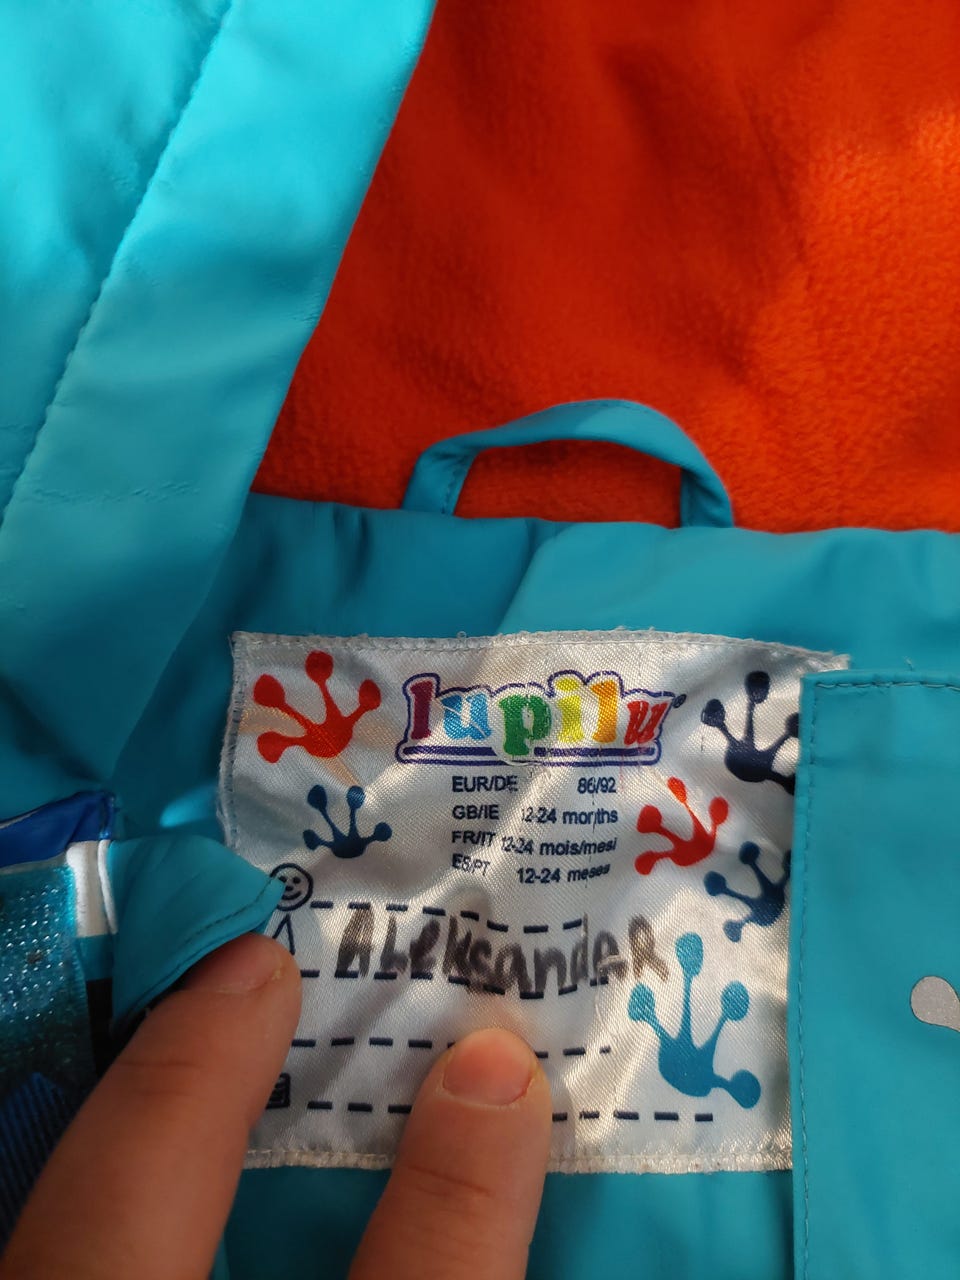 lupilu®
EUR/DE 86/92
GB/IE 12-24 months
FR/IT 12-24 mois/mesi
ES/PT 12-24 meses
ALeksandeR